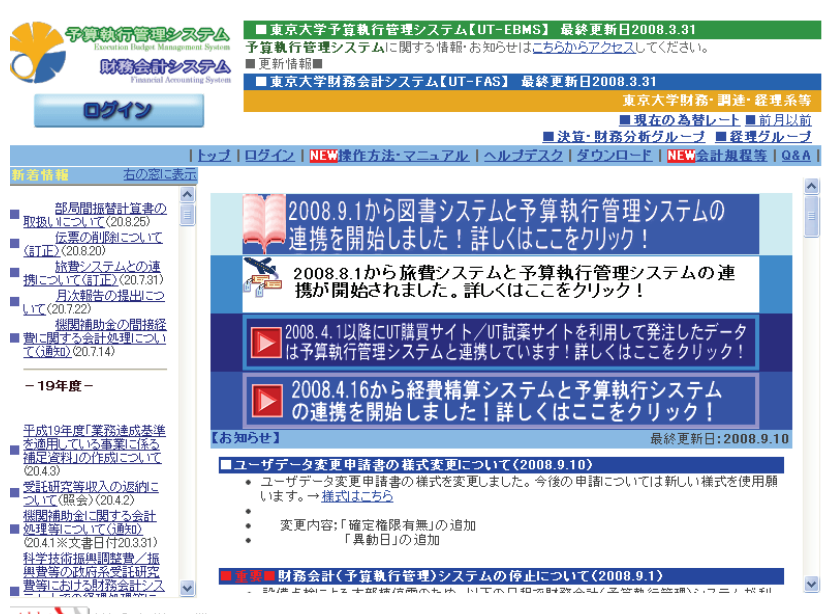 予算執行管理システム
Execution Budget Management System
財務会計システム
Financial Accounting System
ログイン
■東京大学予算執行管理システム【UT-EBMS】 最終更新日2008.3.31
予算執行管理システムに関する情報・お知らせはこちらからアクセスしてください。
■更新情報■
■東京大学財務会計システム【UT-FAS】 最終更新日2008.3.31
東京大学財務・調達・経理系等
■現在の為替レート ■前月以前
■決算・財務分析グループ ■経理グループ
|トップ|ログイン|NEW操作方法・マニュアル|ヘルプデスク|ダウンロード|NEW会計規程等|Q&A|
新着情報 右の窓に表示
部局間振替計算書の
取扱いについて(20.8.25)
伝票の削除について
(訂正)(20.8.20)
旅費システムとの連
携について(訂正)(20.7.31)
月次報告の提出につ
いて(20.7.22)
機関補助金の間接経
費に関する会計処理につい
て(通知)(20.7.14)
－19年度－
平成19年度「業務達成基準
を適用している事業に係る
補足資料」の作成について
(20.4.3)
受託研究等収入の返納に
ついて(照会)(20.4.2)
機関補助金に関する会計
処理等について(通知)
(20.4.1※文書日付20.3.31)
科学技術振興調整費／振
興費等の政府系受託研究
費等における財務会計シス
2008.9.1から図書システムと予算執行管理システムの
連携を開始しました！詳しくはここをクリック！
2008.8.1から旅費システムと予算執行管理システムの連
携が開始されました。詳しくはここをクリック！
2008.4.1以降にUT購買サイト／UT試薬サイトを利用して発注したデータ
は予算執行管理システムと連携しています！詳しくはここをクリック！
2008.4.16から経費精算システムと予算執行システム
の連携を開始しました！詳しくはここをクリック！
【お知らせ】 最終更新日:2008.9.10
■ユーザデータ変更申請書の様式変更について(2008.9.10)
• ユーザデータ変更申請書の様式を変更しました。今後の申請については新しい様式を使用願
います。→様式はこちら
•
• 変更内容:「確定権限有無」の追加
「異動日」の追加
■重要■財務会計(予算執行管理)システムの停止について(2008.9.1)